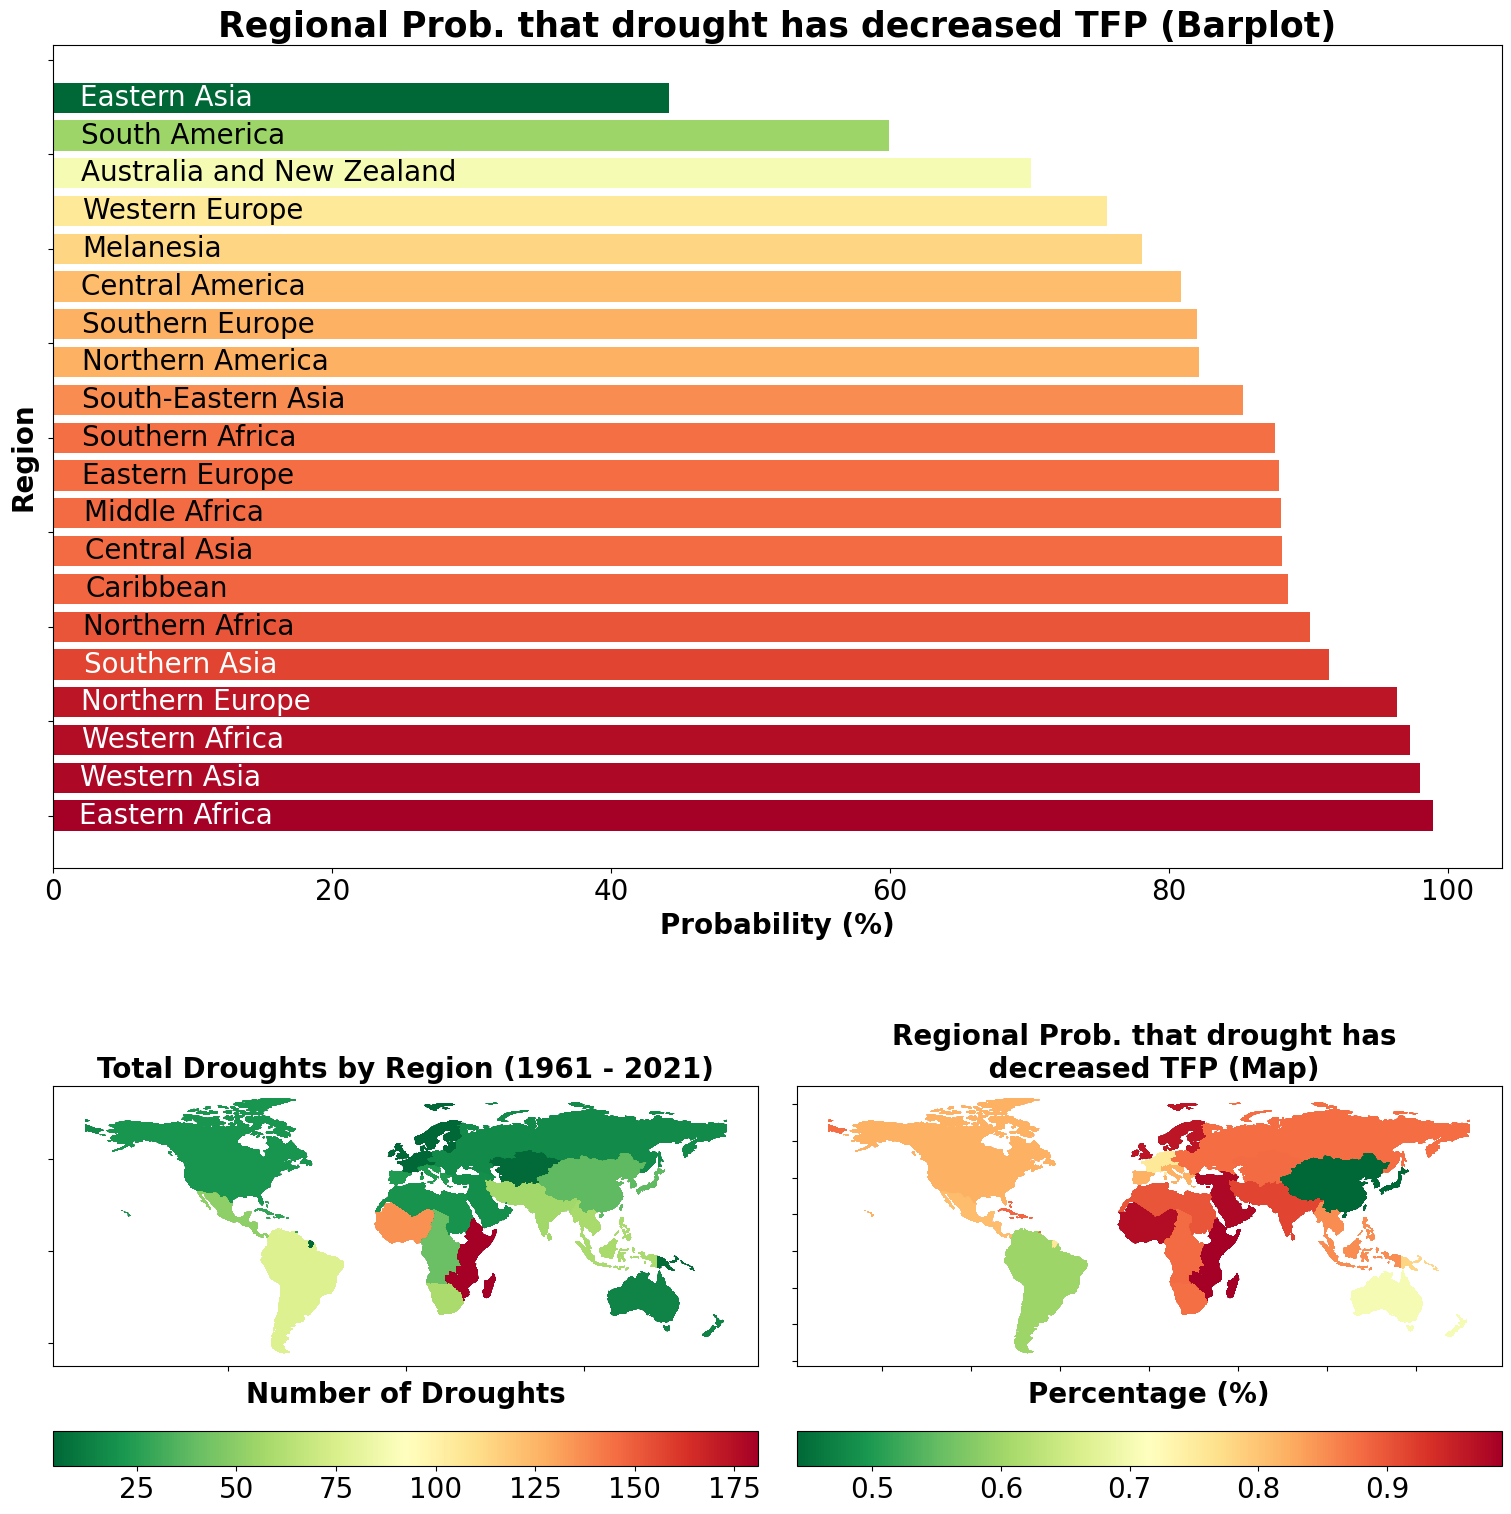 Regional Prob. that drought has decreased TFP (Barplot)
Eastern Asia
South America
Australia and New Zealand
Western Europe
Melanesia
Central America
Southern Europe
Northern America
South-Eastern Asia
Southern Africa
Eastern Europe
Middle Africa
Central Asia
Caribbean
Northern Africa
Southern Asia
Northern Europe
Western Africa
Western Asia
Eastern Africa
Region
0 20 40 60 80 100
Probability (%)
Total Droughts by Region (1961 - 2021)
Number of Droughts
25 50 75 100 125 150 175
Regional Prob. that drought has
decreased TFP (Map)
Percentage (%)
0.5 0.6 0.7 0.8 0.9